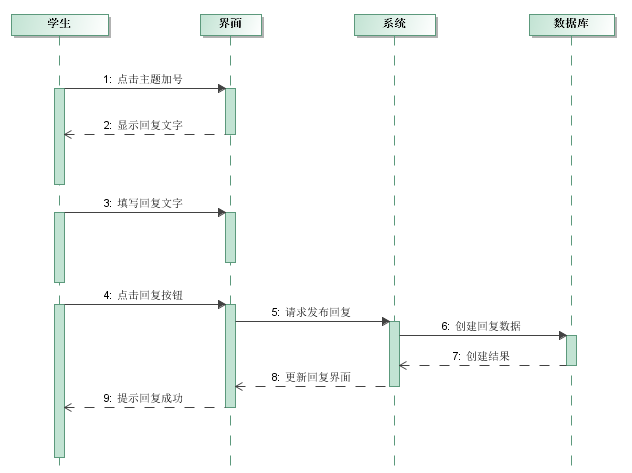 学生 界面 系统 数据库
1: 点击主题加号
2: 显示回复文字
3: 填写回复文字
4: 点击回复按钮
5: 请求发布回复
6: 创建回复数据
7: 创建结果
8: 更新回复界面
9: 提示回复成功